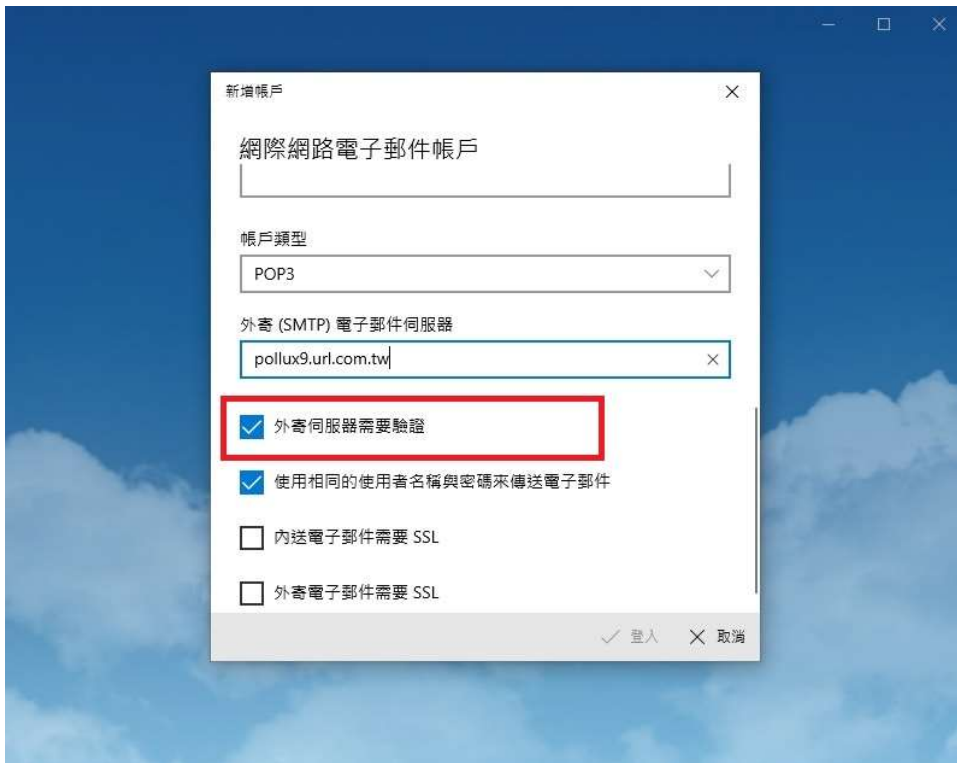 新增帳戶
網際網路電子郵件帳戶
帳戶類型
POP3
外寄 (SMTP) 電子郵件伺服器
pollux9.url.com.tw
外寄伺服器需要驗證
使用相同的使用者名稱與密碼來傳送電子郵件
內送電子郵件需要 SSL
外寄電子郵件需要 SSL
登入 取消